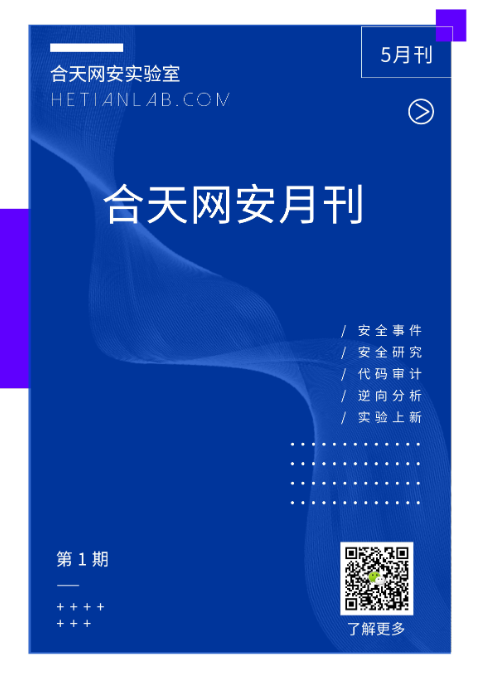 5月刊
合天网安实验室
HETIANLAB.COM
合天网安月刊
/ 安全事件
/ 安全研究
/ 代码审计
/ 逆向分析
/ 实验上新
第 1 期
了解更多